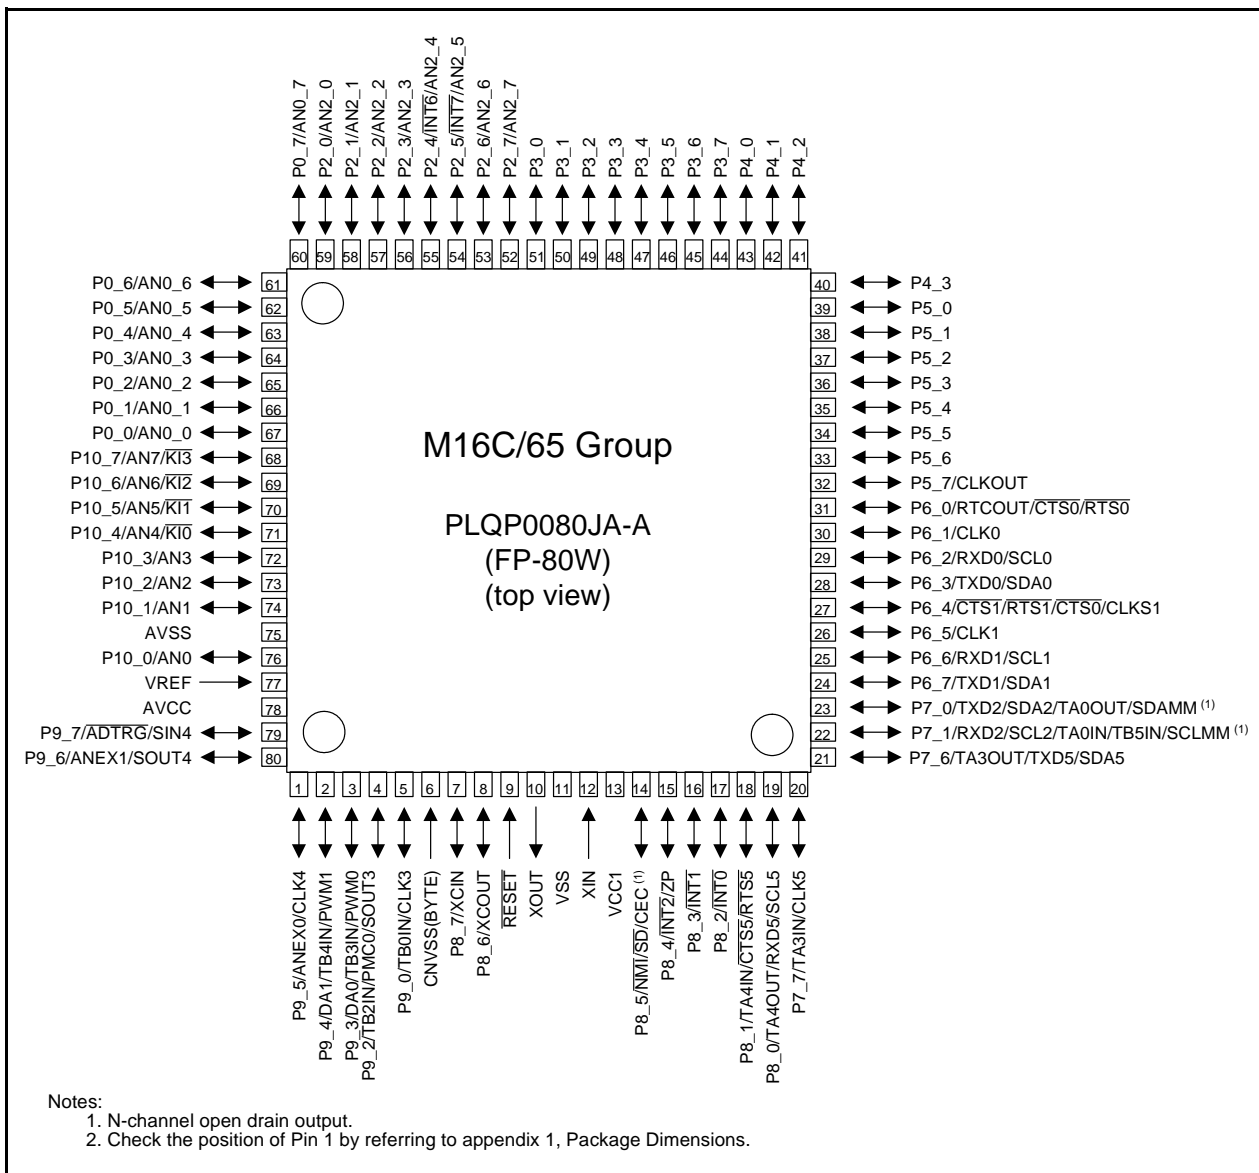 P0_7/AN0_7
P2_0/AN2_0
P2_1/AN2_1
P2_2/AN2_2
P2_3/AN2_3
P2_4/INT6/AN2_4
P2_5/INT7/AN2_5
P2_6/AN2_6
P2_7/AN2_7
P3_0
P3_1
P3_2
P3_3
P3_4
P3_5
P3_6
P3_7
P4_0
P4_1
P4_2
60 59 58 57 56 55 54 53 52 51 50 49 48 47 46 45 44 43 42 41
P0_6/AN0_6 61
P0_5/AN0_5 62
P0_4/AN0_4 63
P0_3/AN0_3 64
P0_2/AN0_2 65
P0_1/AN0_1 66
P0_0/AN0_0 67
P10_7/AN7/KI3 68
P10_6/AN6/KI2 69
P10_5/AN5/KI1 70
P10_4/AN4/KI0 71
P10_3/AN3 72
P10_2/AN2 73
P10_1/AN1 74
AVSS 75
P10_0/AN0 76
VREF 77
AVCC 78
P9_7/ADTRG/SIN4 79
P9_6/ANEX1/SOUT4 80
M16C/65 Group
PLQP0080JA-A
(FP-80W)
(top view)
40 P4_3
39 P5_0
38 P5_1
37 P5_2
36 P5_3
35 P5_4
34 P5_5
33 P5_6
32 P5_7/CLKOUT
31 P6_0/RTCOUT/CTS0/RTS0
30 P6_1/CLK0
29 P6_2/RXD0/SCL0
28 P6_3/TXD0/SDA0
27 P6_4/CTS1/RTS1/CTS0/CLKS1
26 P6_5/CLK1
25 P6_6/RXD1/SCL1
24 P6_7/TXD1/SDA1
23 P7_0/TXD2/SDA2/TA0OUT/SDAMM (1)
22 P7_1/RXD2/SCL2/TA0IN/TB5IN/SCLMM (1)
21 P7_6/TA3OUT/TXD5/SDA5
1 2 3 4 5 6 7 8 9 10 11 12 13 14 15 16 17 18 19 20
P9_5/ANEX0/CLK4
P9_4/DA1/TB4IN/PWM1
P9_3/DA0/TB3IN/PWM0
P9_2/TB2IN/PMC0/SOUT3
P9_0/TB0IN/CLK3
CNVSS(BYTE)
P8_7/XCIN
P8_6/XCOUT
RESET
XOUT
VSS
XIN
VCC1
P8_5/NMI/SD/CEC (1)
P8_4/INT2/ZP
P8_3/INT1
P8_2/INT0
P8_1/TA4IN/CTS5/RTS5
P8_0/TA4OUT/RXD5/SCL5
P7_7/TA3IN/CLK5
Notes:
1. N-channel open drain output.
2. Check the position of Pin 1 by referring to appendix 1, Package Dimensions.